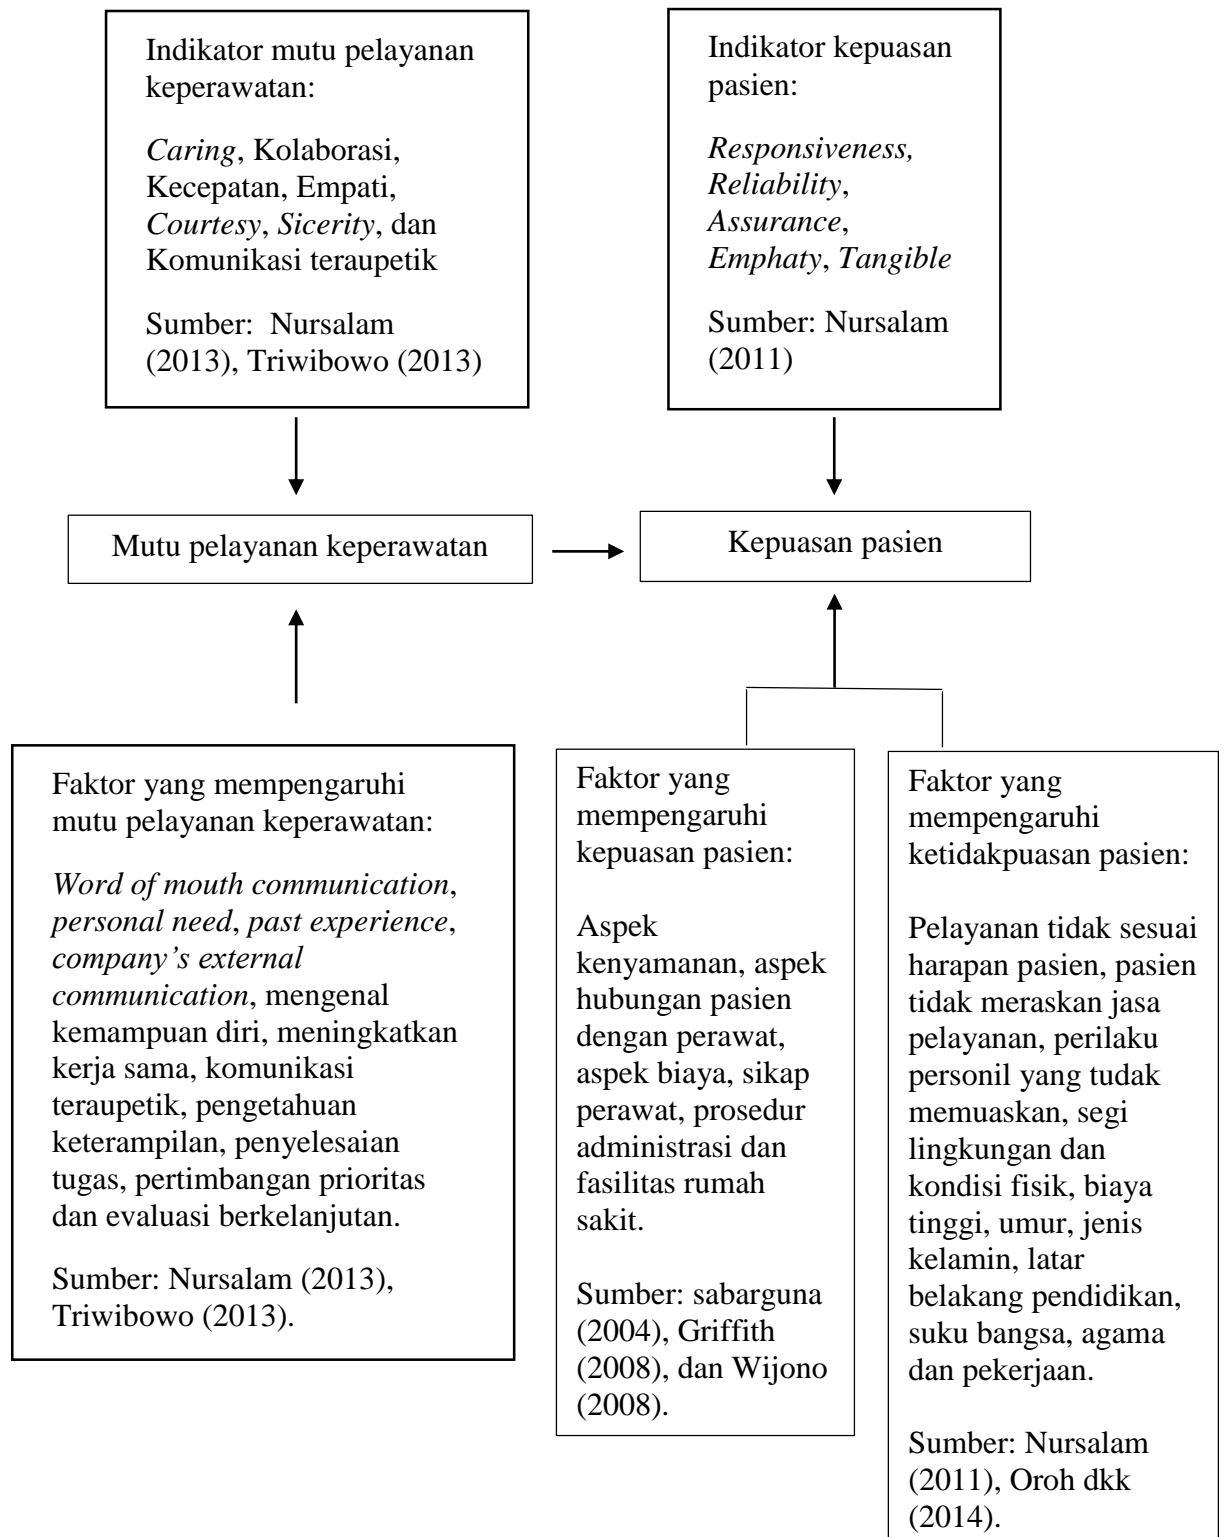 Indikator mutu pelayanan
keperawatan:
Caring, Kolaborasi,
Kecepatan, Empati,
Courtesy, Sicerity, dan
Komunikasi teraupetik
Sumber: Nursalam
(2013), Triwibowo (2013)
Indikator kepuasan
pasien:
Responsiveness,
Reliability,
Assurance,
Emphaty, Tangible
Sumber: Nursalam
(2011)
Mutu pelayanan keperawatan
Kepuasan pasien
Faktor yang mempengaruhi
mutu pelayanan keperawatan:
Word of mouth communication,
personal need, past experience,
company’s external
communication, mengenal
kemampuan diri, meningkatkan
kerja sama, komunikasi
teraupetik, pengetahuan
keterampilan, penyelesaian
tugas, pertimbangan prioritas
dan evaluasi berkelanjutan.
Sumber: Nursalam (2013),
Triwibowo (2013).
Faktor yang
mempengaruhi
kepuasan pasien:
Aspek
kenyamanan, aspek
hubungan pasien
dengan perawat,
aspek biaya, sikap
perawat, prosedur
administrasi dan
fasilitas rumah
sakit.
Sumber: sabarguna
(2004), Griffith
(2008), dan Wijono
(2008).
Faktor yang
mempengaruhi
ketidakpuasan pasien:
Pelayanan tidak sesuai
harapan pasien, pasien
tidak meraskan jasa
pelayanan, perilaku
personil yang tudak
memuaskan, segi
lingkungan dan
kondisi fisik, biaya
tinggi, umur, jenis
kelamin, latar
belakang pendidikan,
suku bangsa, agama
dan pekerjaan.
Sumber: Nursalam
(2011), Oroh dkk
(2014).